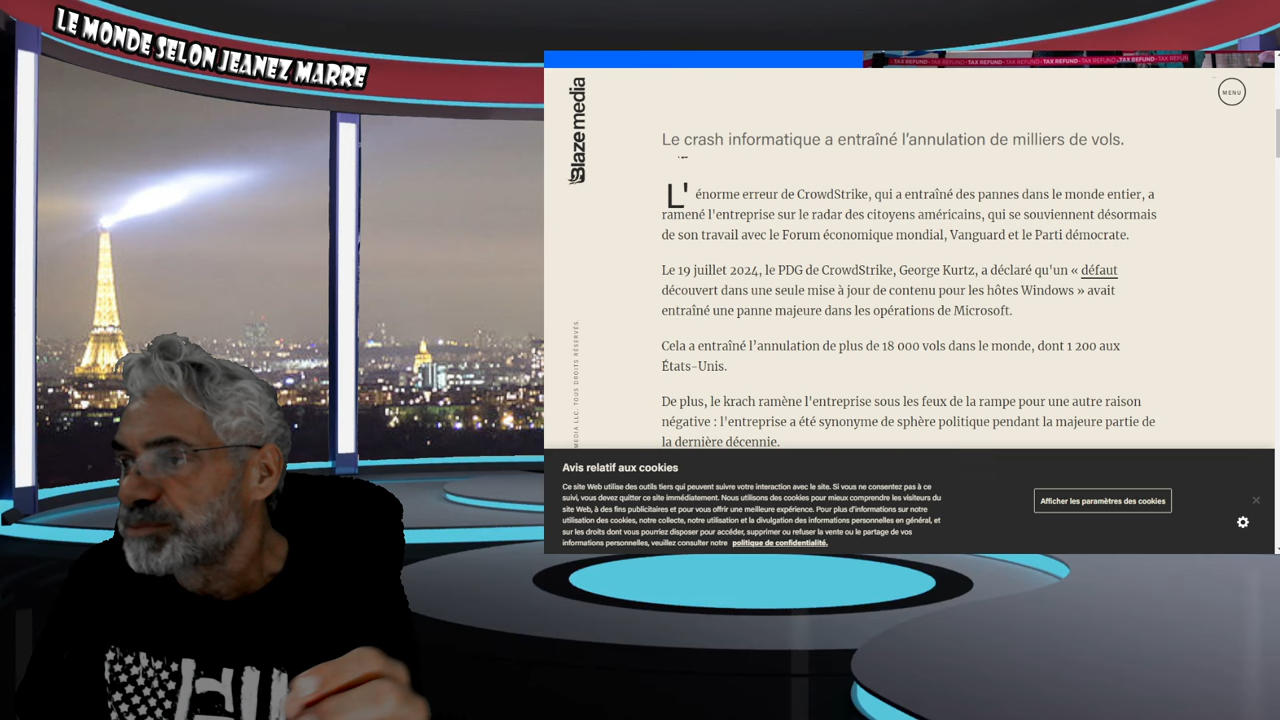 LE MONDE SELON JEANEZ MARRE
TAX REFUND - TAX REFUND - TAX REFUND - TAX REFUND - TAX REFUND - TAX REFUND
Blaze media
MENU
Le crash informatique a entraîné l'annulation de milliers de vols.
L' énorme erreur de CrowdStrike, qui a entraîné des pannes dans le monde entier, a
ramené l'entreprise sur le radar des citoyens américains, qui se souviennent désormais
de son travail avec le Forum économique mondial, Vanguard et le Parti démocrate.
Le 19 juillet 2024, le PDG de CrowdStrike, George Kurtz, a déclaré qu'un « défaut
découvert dans une seule mise à jour de contenu pour les hôtes Windows » avait
entraîné une panne majeure dans les opérations de Microsoft.
Cela a entraîné l’annulation de plus de 18 000 vols dans le monde, dont 1 200 aux
États-Unis.
De plus, le krach ramène l'entreprise sous les feux de la rampe pour une autre raison
négative : l'entreprise a été synonyme de sphère politique pendant la majeure partie de
la dernière décennie.
MEDIA LLC. TOUS DROITS RÉSERVÉS.
Avis relatif aux cookies
Ce site Web utilise des outils tiers qui peuvent suivre votre interaction avec le site. Si vous ne consentez pas à ce
suivi, vous devez quitter ce site immédiatement. Nous utilisons des cookies pour mieux comprendre les visiteurs du
site Web, à des fins publicitaires et pour vous offrir une meilleure expérience. Pour plus d'informations sur notre
utilisation des cookies, notre collecte, notre utilisation et la divulgation des informations personnelles en général, et
sur les droits dont vous pourriez disposer pour accéder, supprimer ou refuser la vente ou le partage de vos
informations personnelles, veuillez consulter notre politique de confidentialité.
Afficher les paramètres des cookies